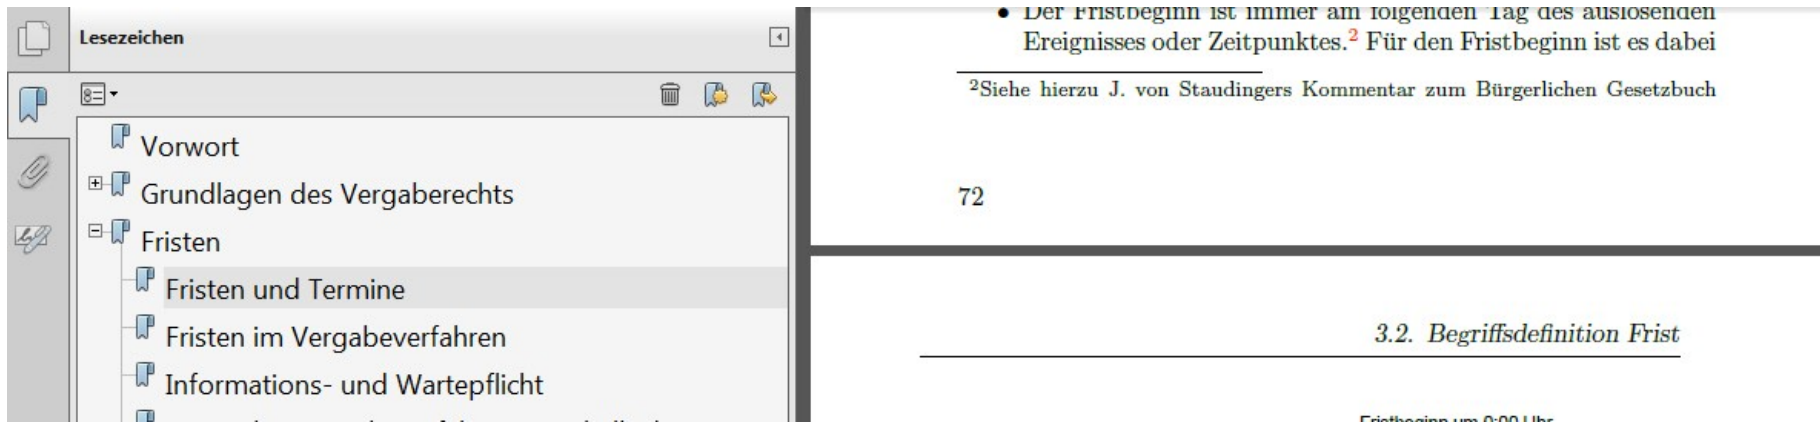 Lesezeichen
Vorwort
Grundlagen des Vergaberechts
Fristen
Fristen und Termine
Fristen im Vergabeverfahren
Informations- und Wartepflicht
• Der Fristbeginn ist immer am folgenden Tag des auslösenden
Ereignisses oder Zeitpunktes.² Für den Fristbeginn ist es dabei
²Siehe hierzu J. von Staudingers Kommentar zum Bürgerlichen Gesetzbuch
72
3.2. Begriffsdefinition Frist
Fristbeginn um 0:00 Uhr